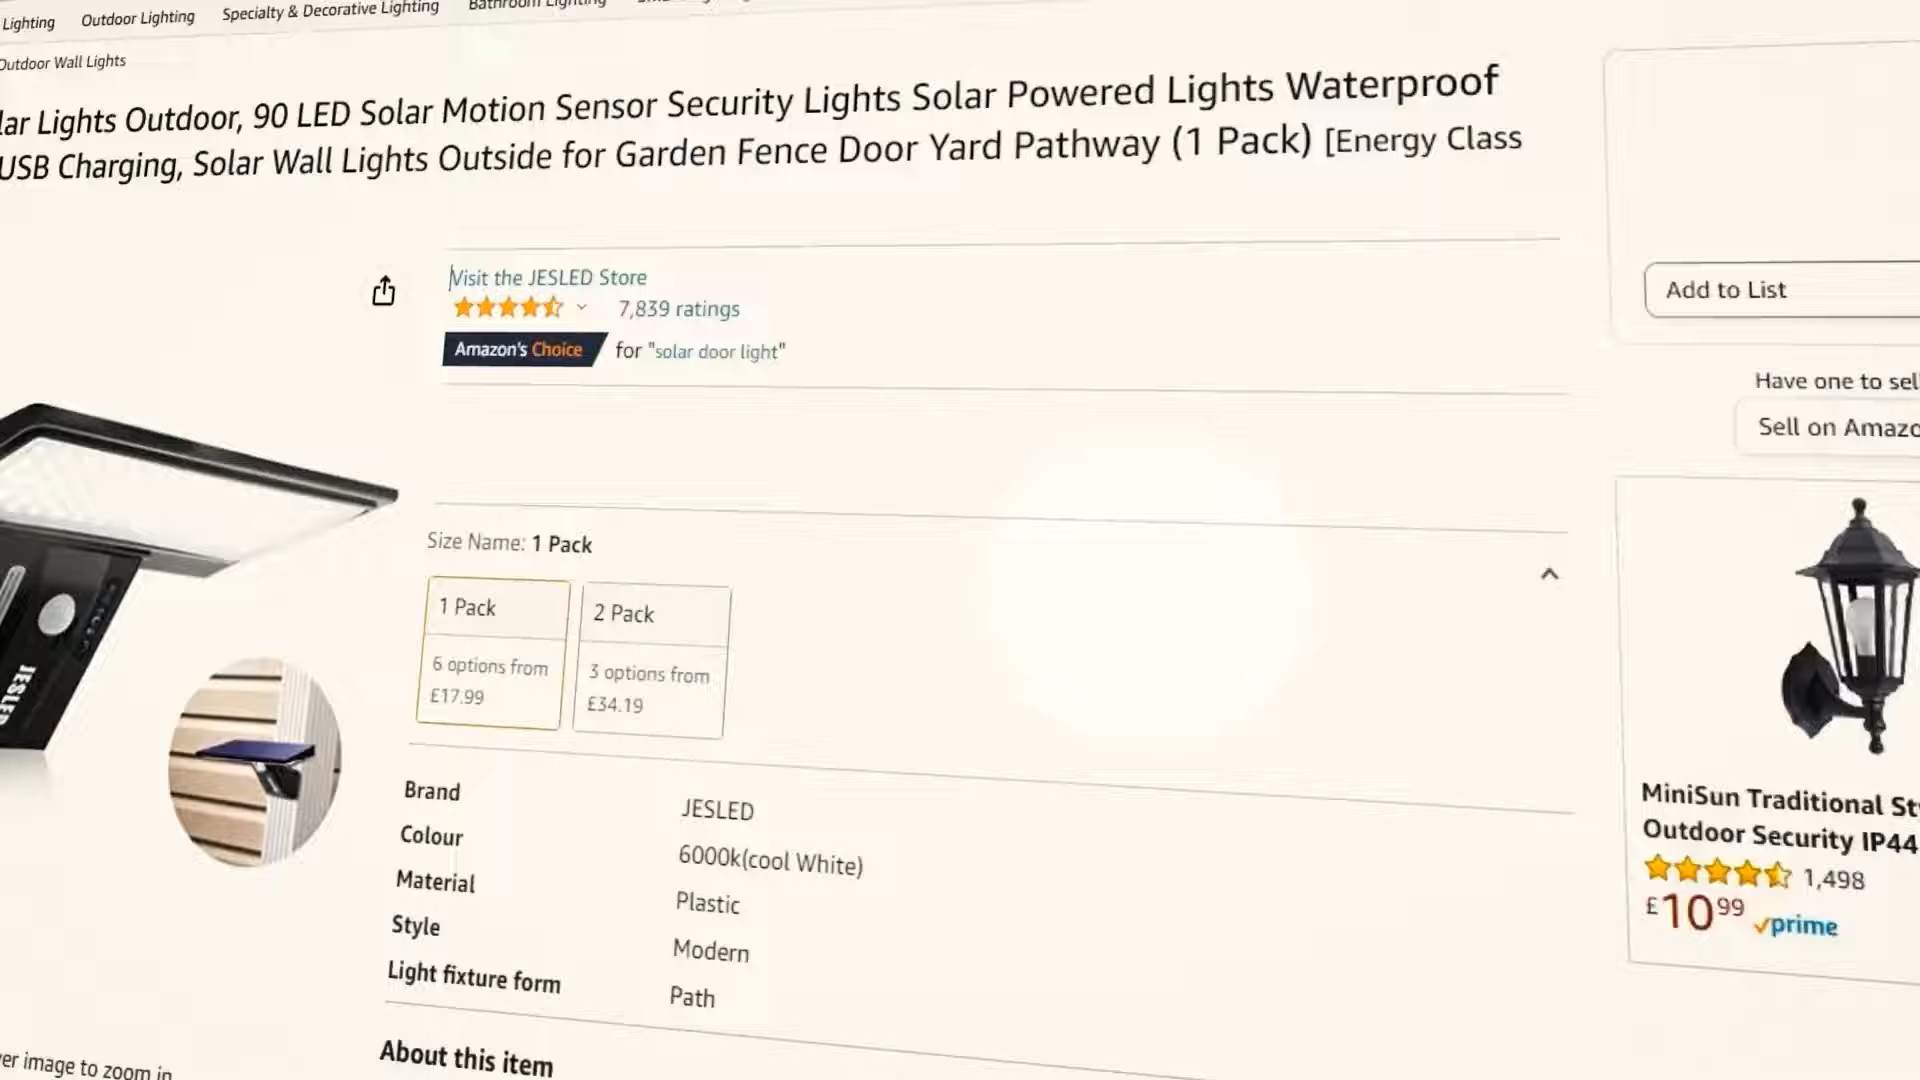 Lighting Outdoor Lighting Specialty & Decorative Lighting Bathroom Lighting
Outdoor Wall Lights
lar Lights Outdoor, 90 LED Solar Motion Sensor Security Lights Solar Powered Lights Waterproof
USB Charging, Solar Wall Lights Outside for Garden Fence Door Yard Pathway (1 Pack) [Energy Class
Visit the JESLED Store
7,839 ratings
Amazon's Choice for "solar door light"
Add to List
Have one to sell
Sell on Amazo
Size Name: 1 Pack
1 Pack
6 options from
£17.99
2 Pack
3 options from
£34.19
JESLED
Brand JESLED
Colour 6000k(cool White)
Material Plastic
Style Modern
Light fixture form Path
About this item
er image to zoom in
MiniSun Traditional St
Outdoor Security IP44
1,498
£1099 prime